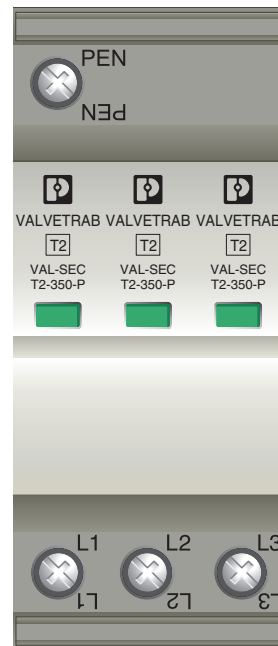 PEN
PEN
VALVETRAB VALVETRAB VALVETRAB
T2 T2 T2
VAL-SEC VAL-SEC VAL-SEC
T2-350-P T2-350-P T2-350-P
L1 L2 L3
L1 L2 L3